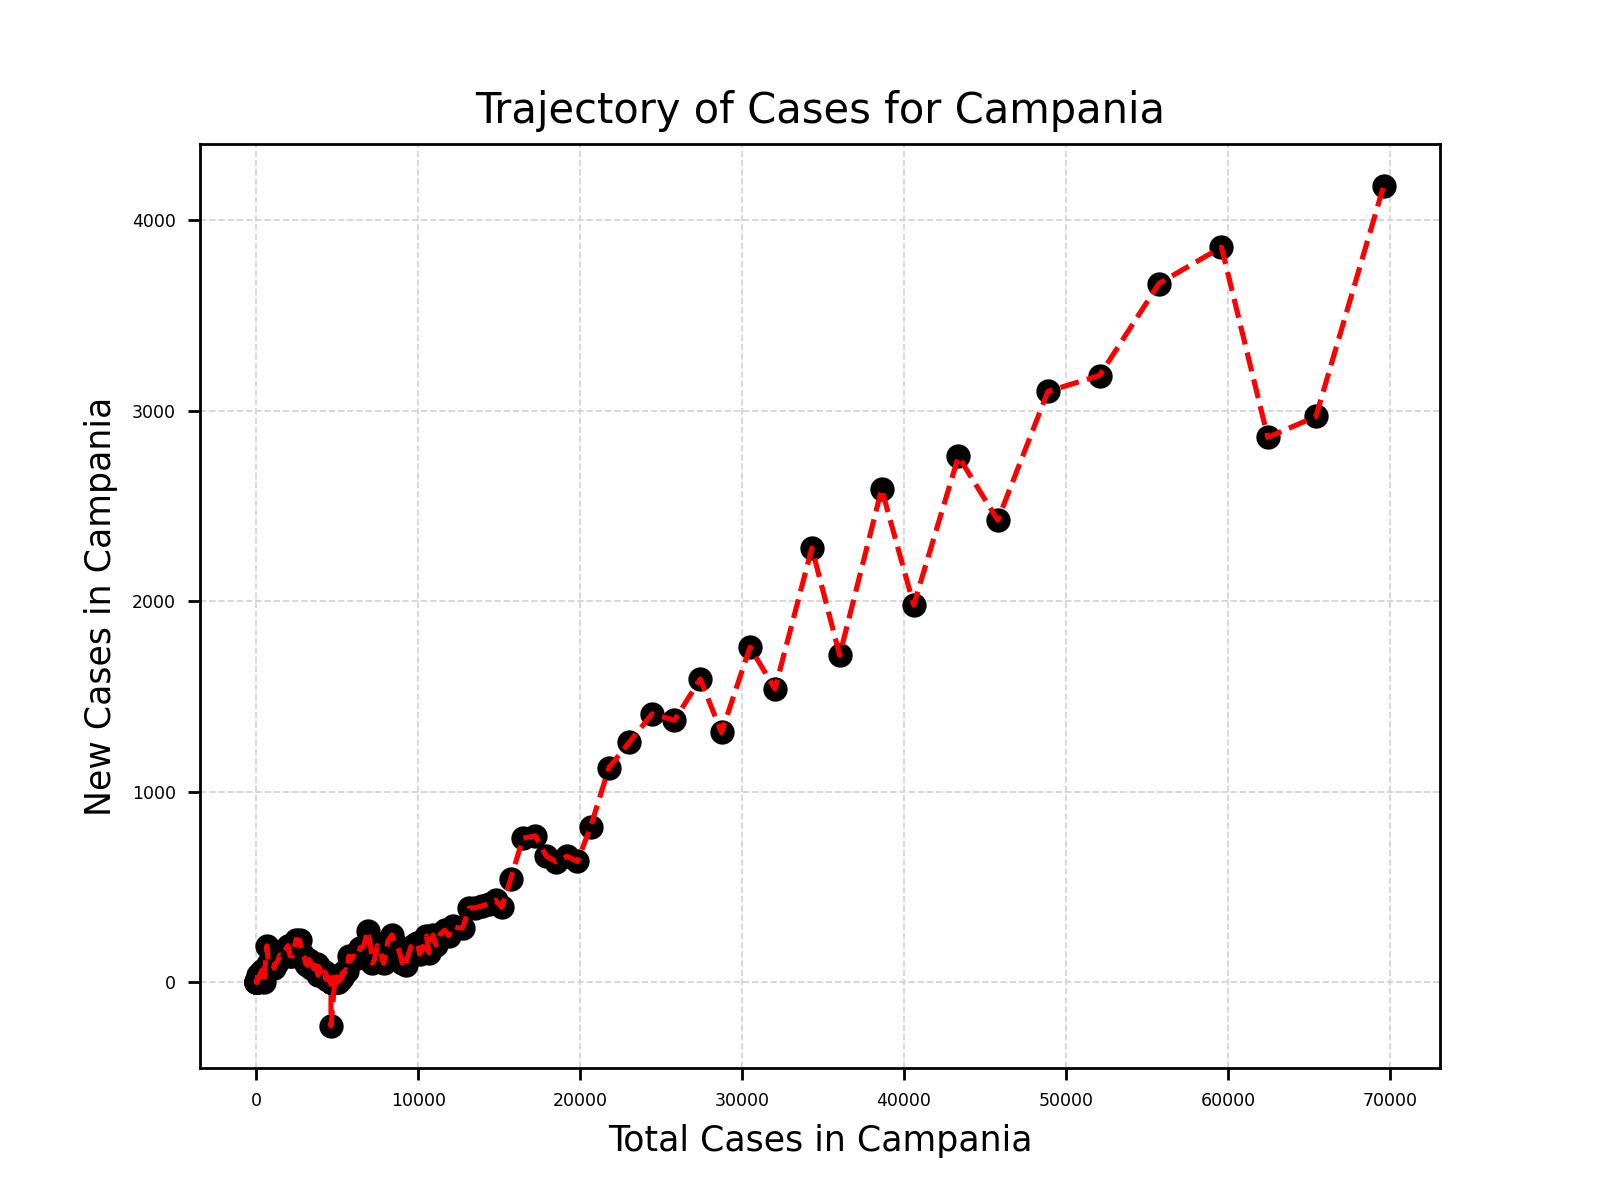 Trajectory of Cases for Campania
New Cases in Campania
4000
3000
2000
1000
0
0 10000 20000 30000 40000 50000 60000 70000
Total Cases in Campania